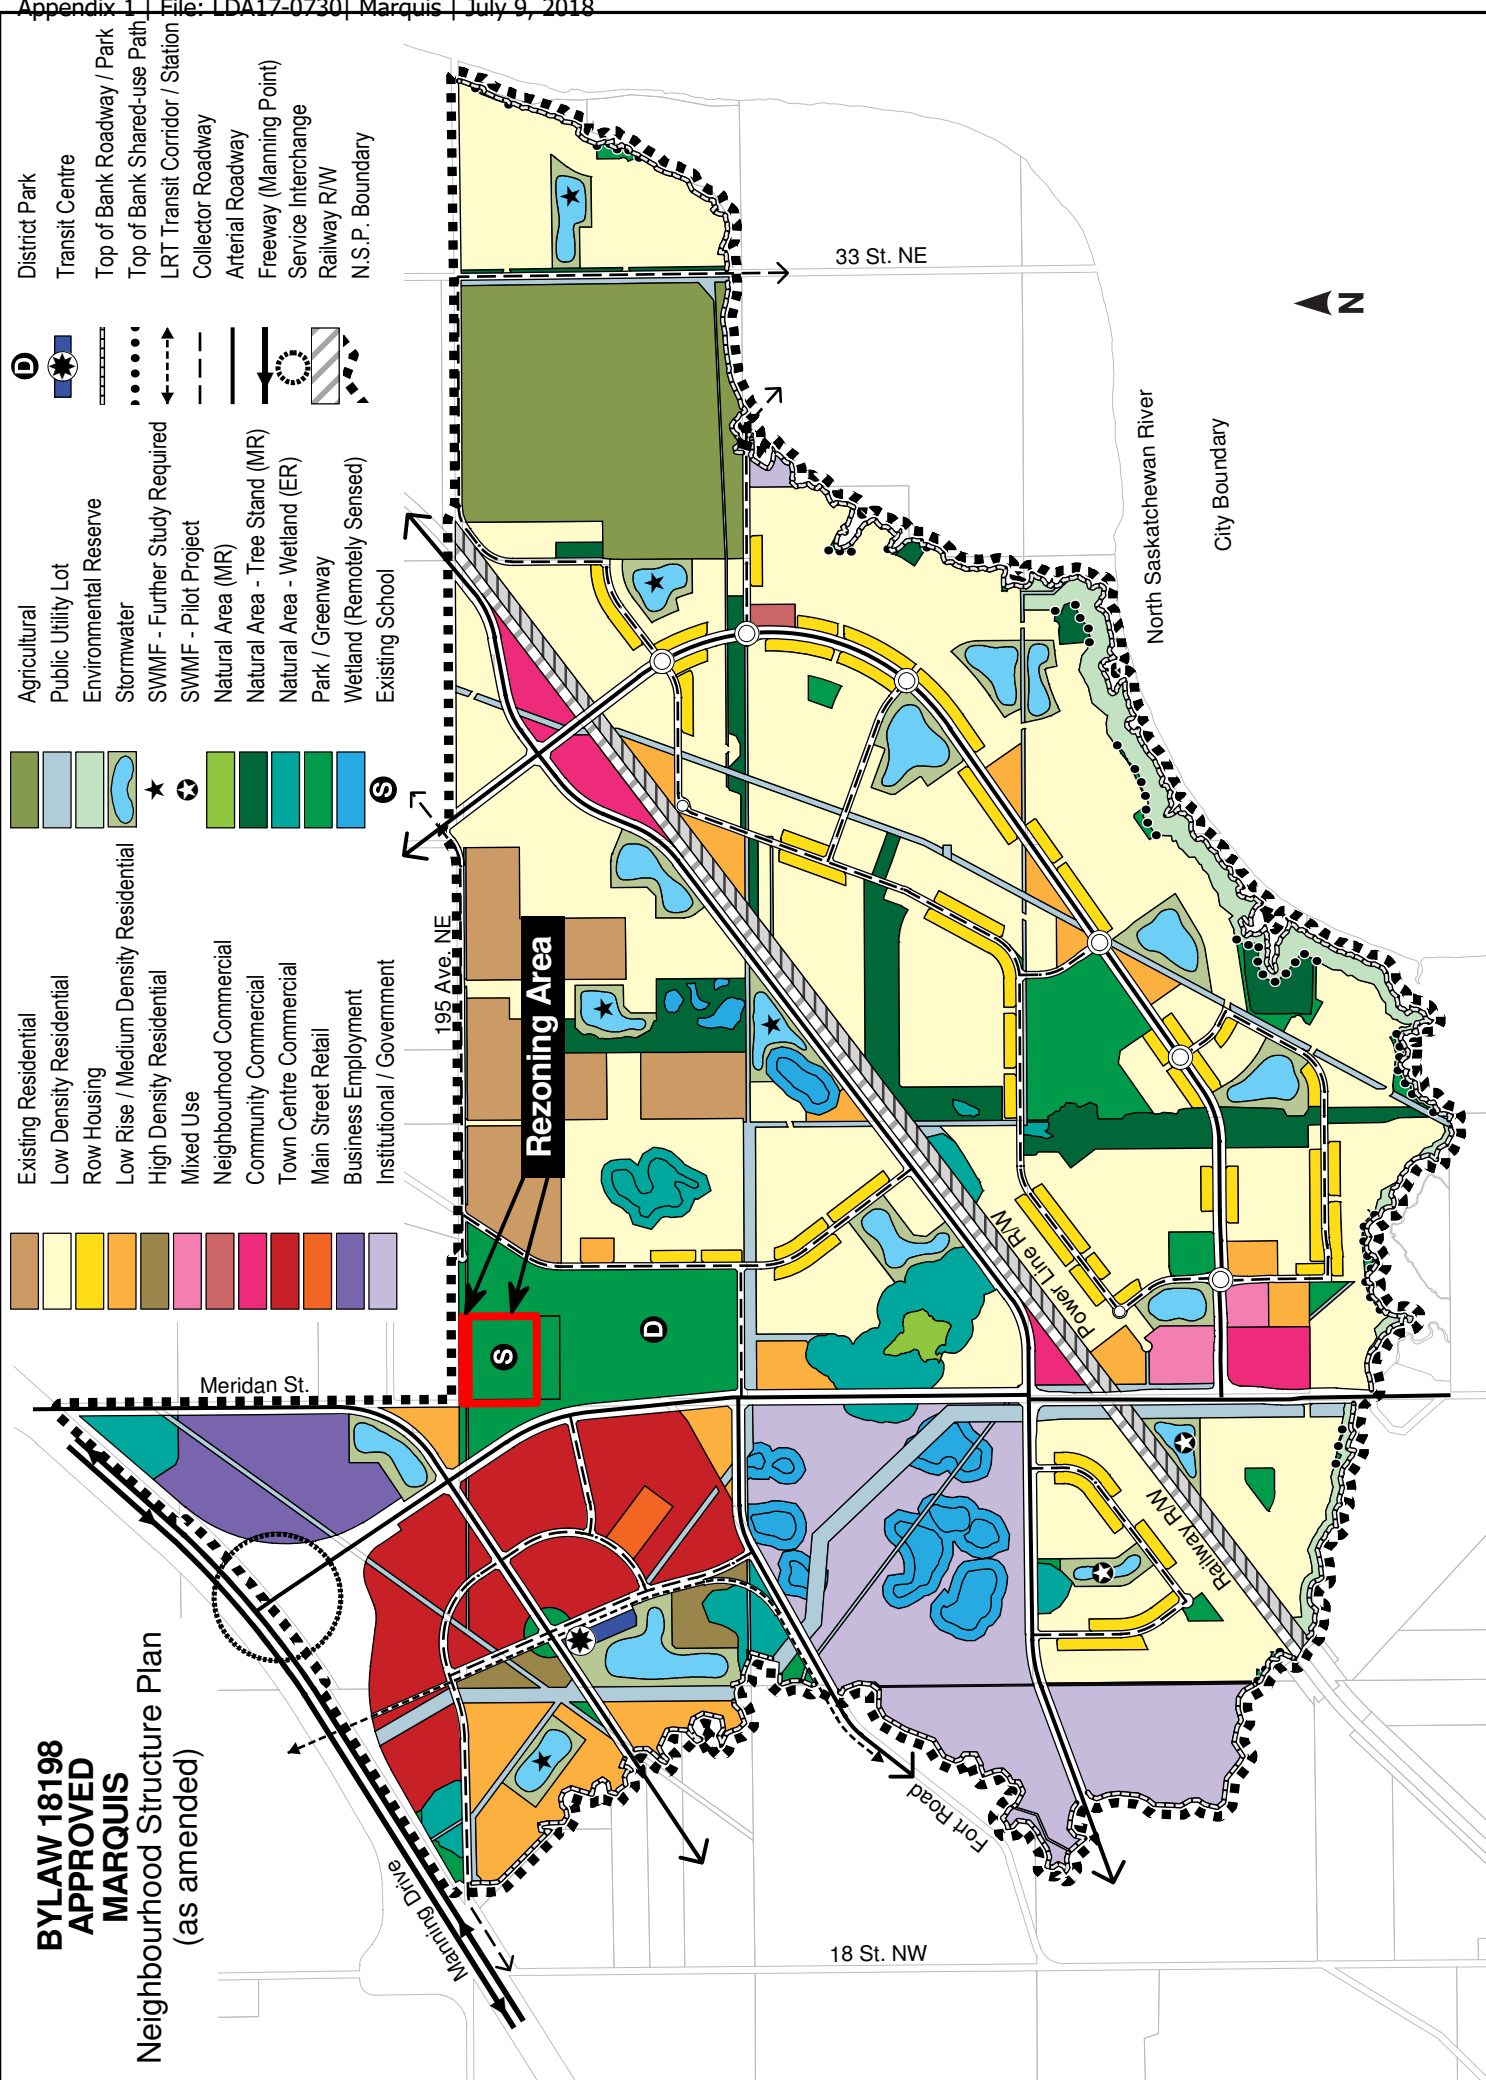 Appendix 1 | File: LDA17-0730| Marquis | July 9, 2018
BYLAW 18198
APPROVED
MARQUIS
Neighbourhood Structure Plan
(as amended)
Existing Residential
Low Density Residential
Row Housing
Low Rise / Medium Density Residential
High Density Residential
Mixed Use
Neighbourhood Commercial
Community Commercial
Town Centre Commercial
Main Street Retail
Business Employment
Institutional / Government
Agricultural
Public Utility Lot
Environmental Reserve
Stormwater
SWMF - Further Study Required
SWMF - Pilot Project
Natural Area (MR)
Natural Area - Tree Stand (MR)
Natural Area - Wetland (ER)
Park / Greenway
Wetland (Remotely Sensed)
S
Existing School
D
District Park
Transit Centre
Top of Bank Roadway / Park
Top of Bank Shared-use Path
LRT Transit Corridor / Station
Collector Roadway
Arterial Roadway
Freeway (Manning Point)
Service Interchange
Railway R/W
N.S.P. Boundary
Meridan St.
195 Ave. NE
Rezoning Area
S
D
33 St. NE
N
North Saskatchewan River
City Boundary
Power Line R/W
Railway R/W
Manning Drive
Fort Road
18 St. NW